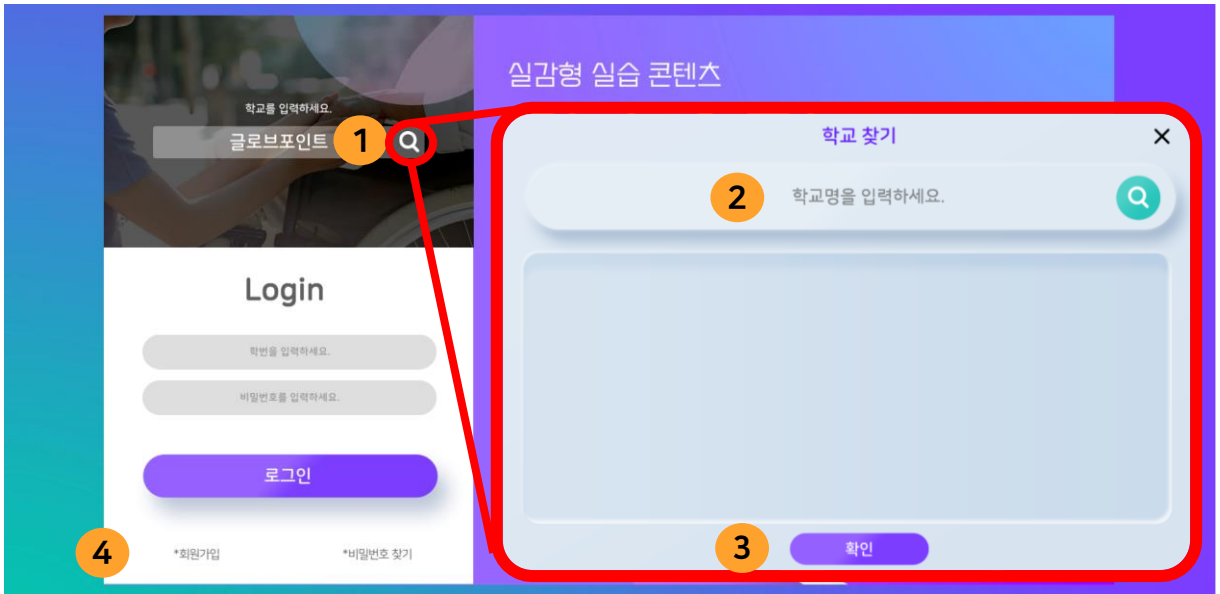 학교를 입력하세요.
글로브포인트
1
Login
학번을 입력하세요.
비밀번호를 입력하세요.
로그인
4
*회원가입
*비밀번호 찾기
실감형 실습 콘텐츠
학교 찾기
2
학교명을 입력하세요.
3
확인